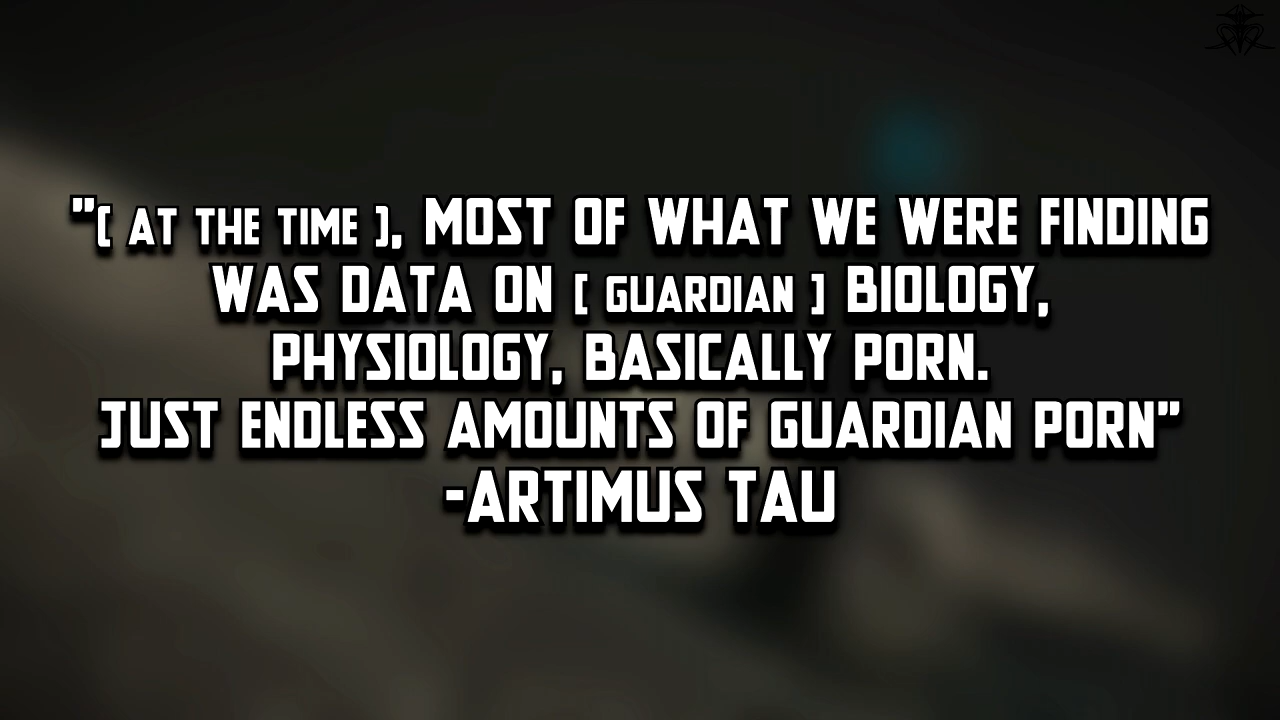 "[ AT THE TIME ], MOST OF WHAT WE WERE FINDING
WAS DATA ON [ GUARDIAN ] BIOLOGY,
PHYSIOLOGY, BASICALLY PORN.
JUST ENDLESS AMOUNTS OF GUARDIAN PORN"
-ARTIMUS TAU